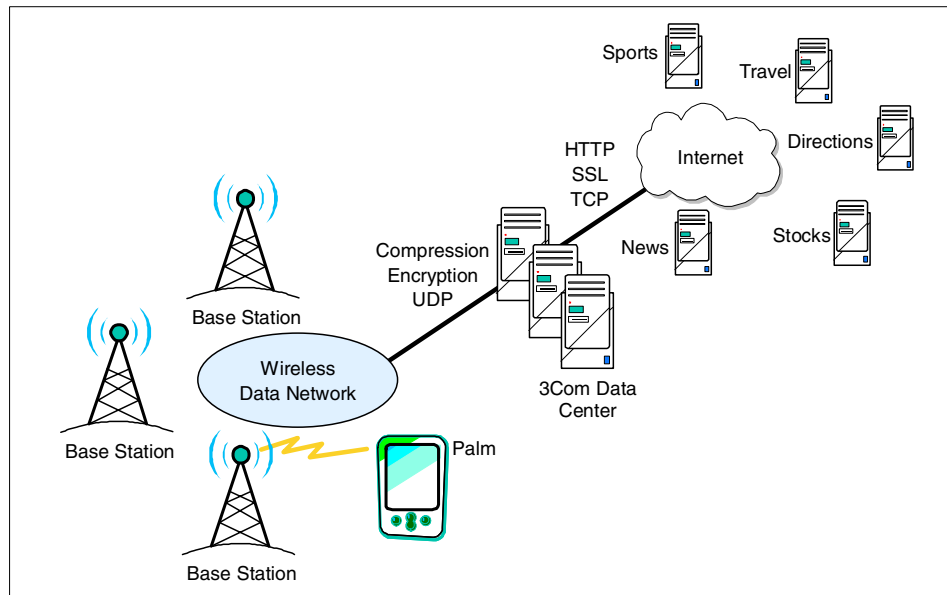 Sports
Travel
Directions
HTTP
SSL
TCP
Internet
News
Stocks
Compression
Encryption
UDP
Base Station
Wireless
Data Network
3Com Data
Center
Base Station
Palm
Base Station